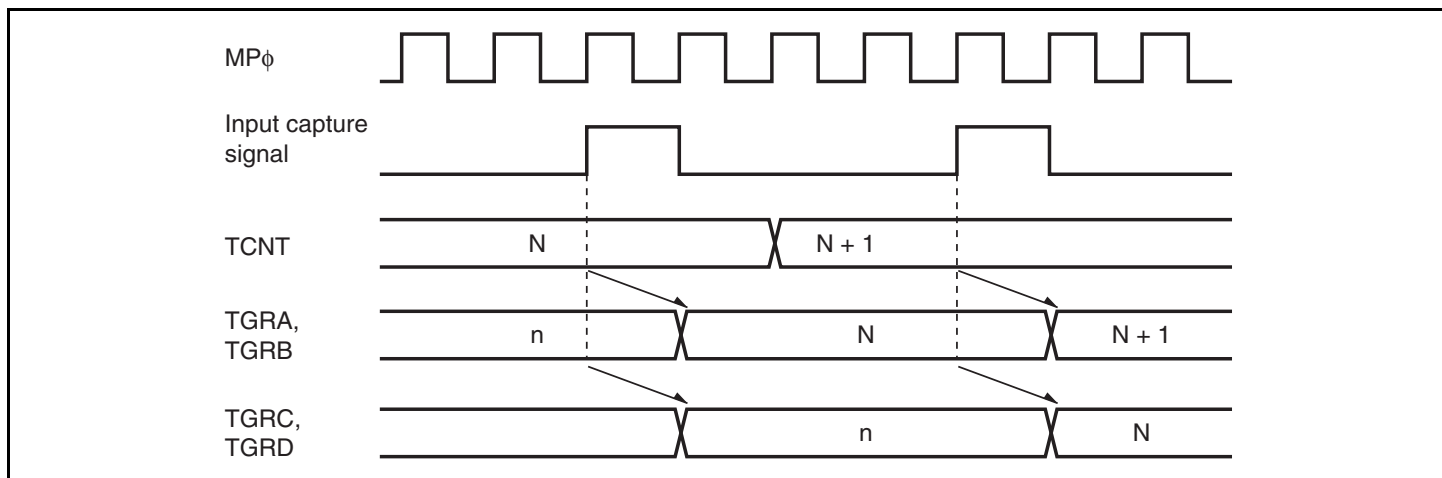 MPϕ
Input capture
signal
TCNT
N
N + 1
TGRA,
TGRB
n
N
N + 1
TGRC,
TGRD
n
N